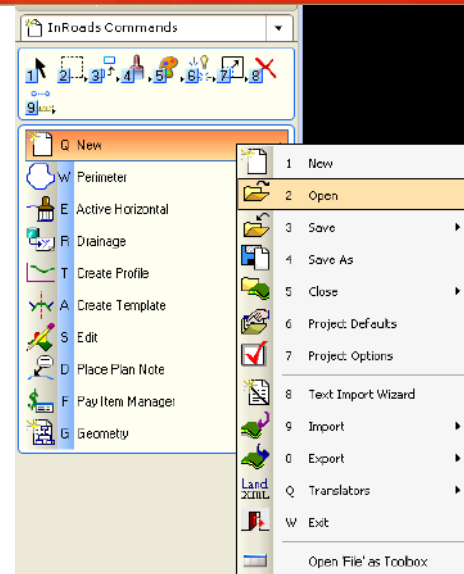 InRoads Commands
1 2 3 4 5 6 7 8
9
Q New
W Perimeter
E Active Horizontal
R Drainage
T Create Profile
A Create Template
S Edit
D Place Plan Note
F Pay Item Manager
G Geometry
1 New
2 Open
3 Save
4 Save As
5 Close
6 Project Defaults
7 Project Options
8 Text Import Wizard
9 Import
0 Export
Land XML Q Translators
W Exit
Open 'File' as Toolbox